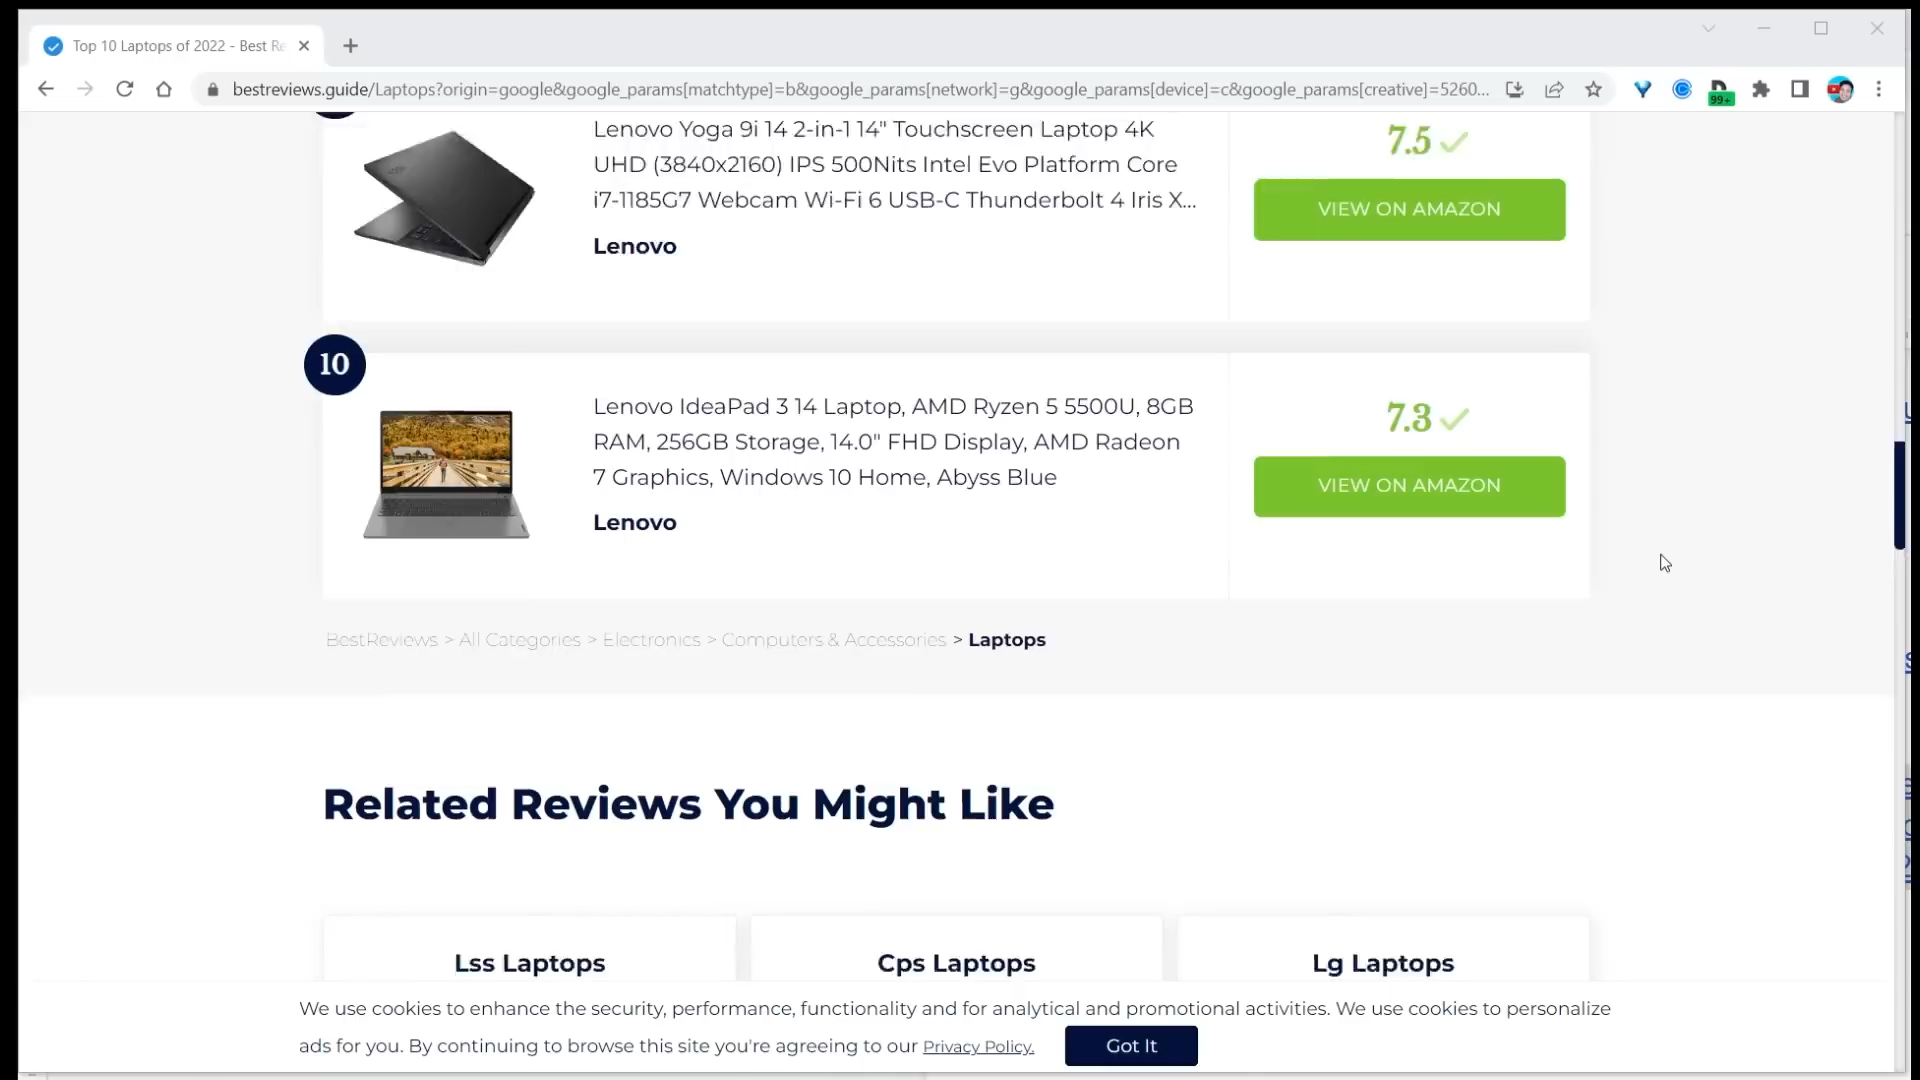 Top 10 Laptops of 2022 - Best Re
bestreviews.guide/Laptops?origin=google&google_params[matchtype]=b&google_params[network]=g&google_params[device]=c&google_params[creative]=5260...
99+
Lenovo Yoga 9i 14 2-in-1 14" Touchscreen Laptop 4K
UHD (3840x2160) IPS 500Nits Intel Evo Platform Core
i7-1185G7 Webcam Wi-Fi 6 USB-C Thunderbolt 4 Iris X...
Lenovo
7.5
VIEW ON AMAZON
10
Lenovo IdeaPad 3 14 Laptop, AMD Ryzen 5 5500U, 8GB
RAM, 256GB Storage, 14.0" FHD Display, AMD Radeon
7 Graphics, Windows 10 Home, Abyss Blue
Lenovo
7.3
VIEW ON AMAZON
BestReviews > All Categories > Electronics > Computers & Accessories > Laptops
Related Reviews You Might Like
Lss Laptops
Cps Laptops
Lg Laptops
We use cookies to enhance the security, performance, functionality and for analytical and promotional activities. We use cookies to personalize
ads for you. By continuing to browse this site you're agreeing to our Privacy Policy.
Got It